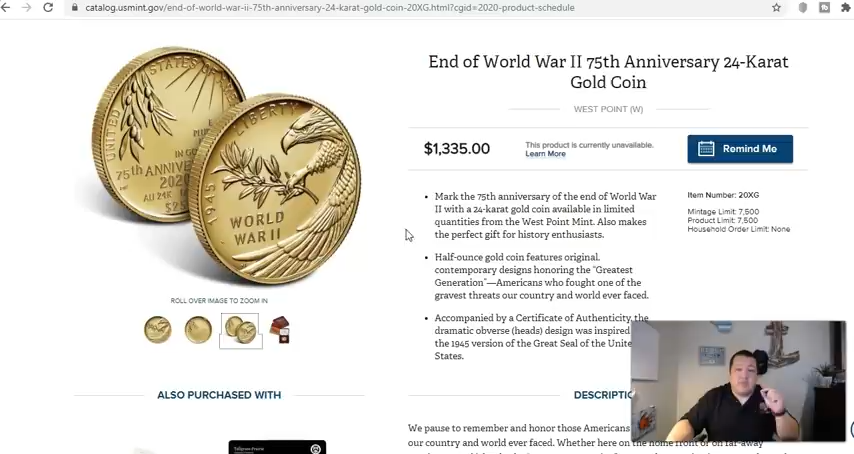 catalog.usmint.gov/end-of-world-war-ii-75th-anniversary-24-karat-gold-coin-20XG.html?cgid=2020-product-schedule
End of World War II 75th Anniversary 24-Karat
Gold Coin
WEST POINT (W)
$1,335.00
This product is currently unavailable.
Learn More
Remind Me
UNITED STATES OF
75th ANNIVE
2020
AU 24K
$25
LIBERTY
1945
WORLD
WAR II
Mark the 75th anniversary of the end of World War
II with a 24-karat gold coin available in limited
quantities from the West Point Mint. Also makes
the perfect gift for history enthusiasts.
Half-ounce gold coin features original,
contemporary designs honoring the "Greatest
Generation"—Americans who fought one of the
gravest threats our country and world ever faced.
Accompanied by a Certificate of Authenticity, the
dramatic obverse (heads) design was inspired
the 1945 version of the Great Seal of the Unite
States.
Item Number: 20XG
Mintage Limit: 7,500
Product Limit: 7,500
Household Order Limit: None
ROLL OVER IMAGE TO ZOOM IN
ALSO PURCHASED WITH
DESCRIPTIO
We pause to remember and honor those Americans
our country and world ever faced. Whether here on the home front or on far-away